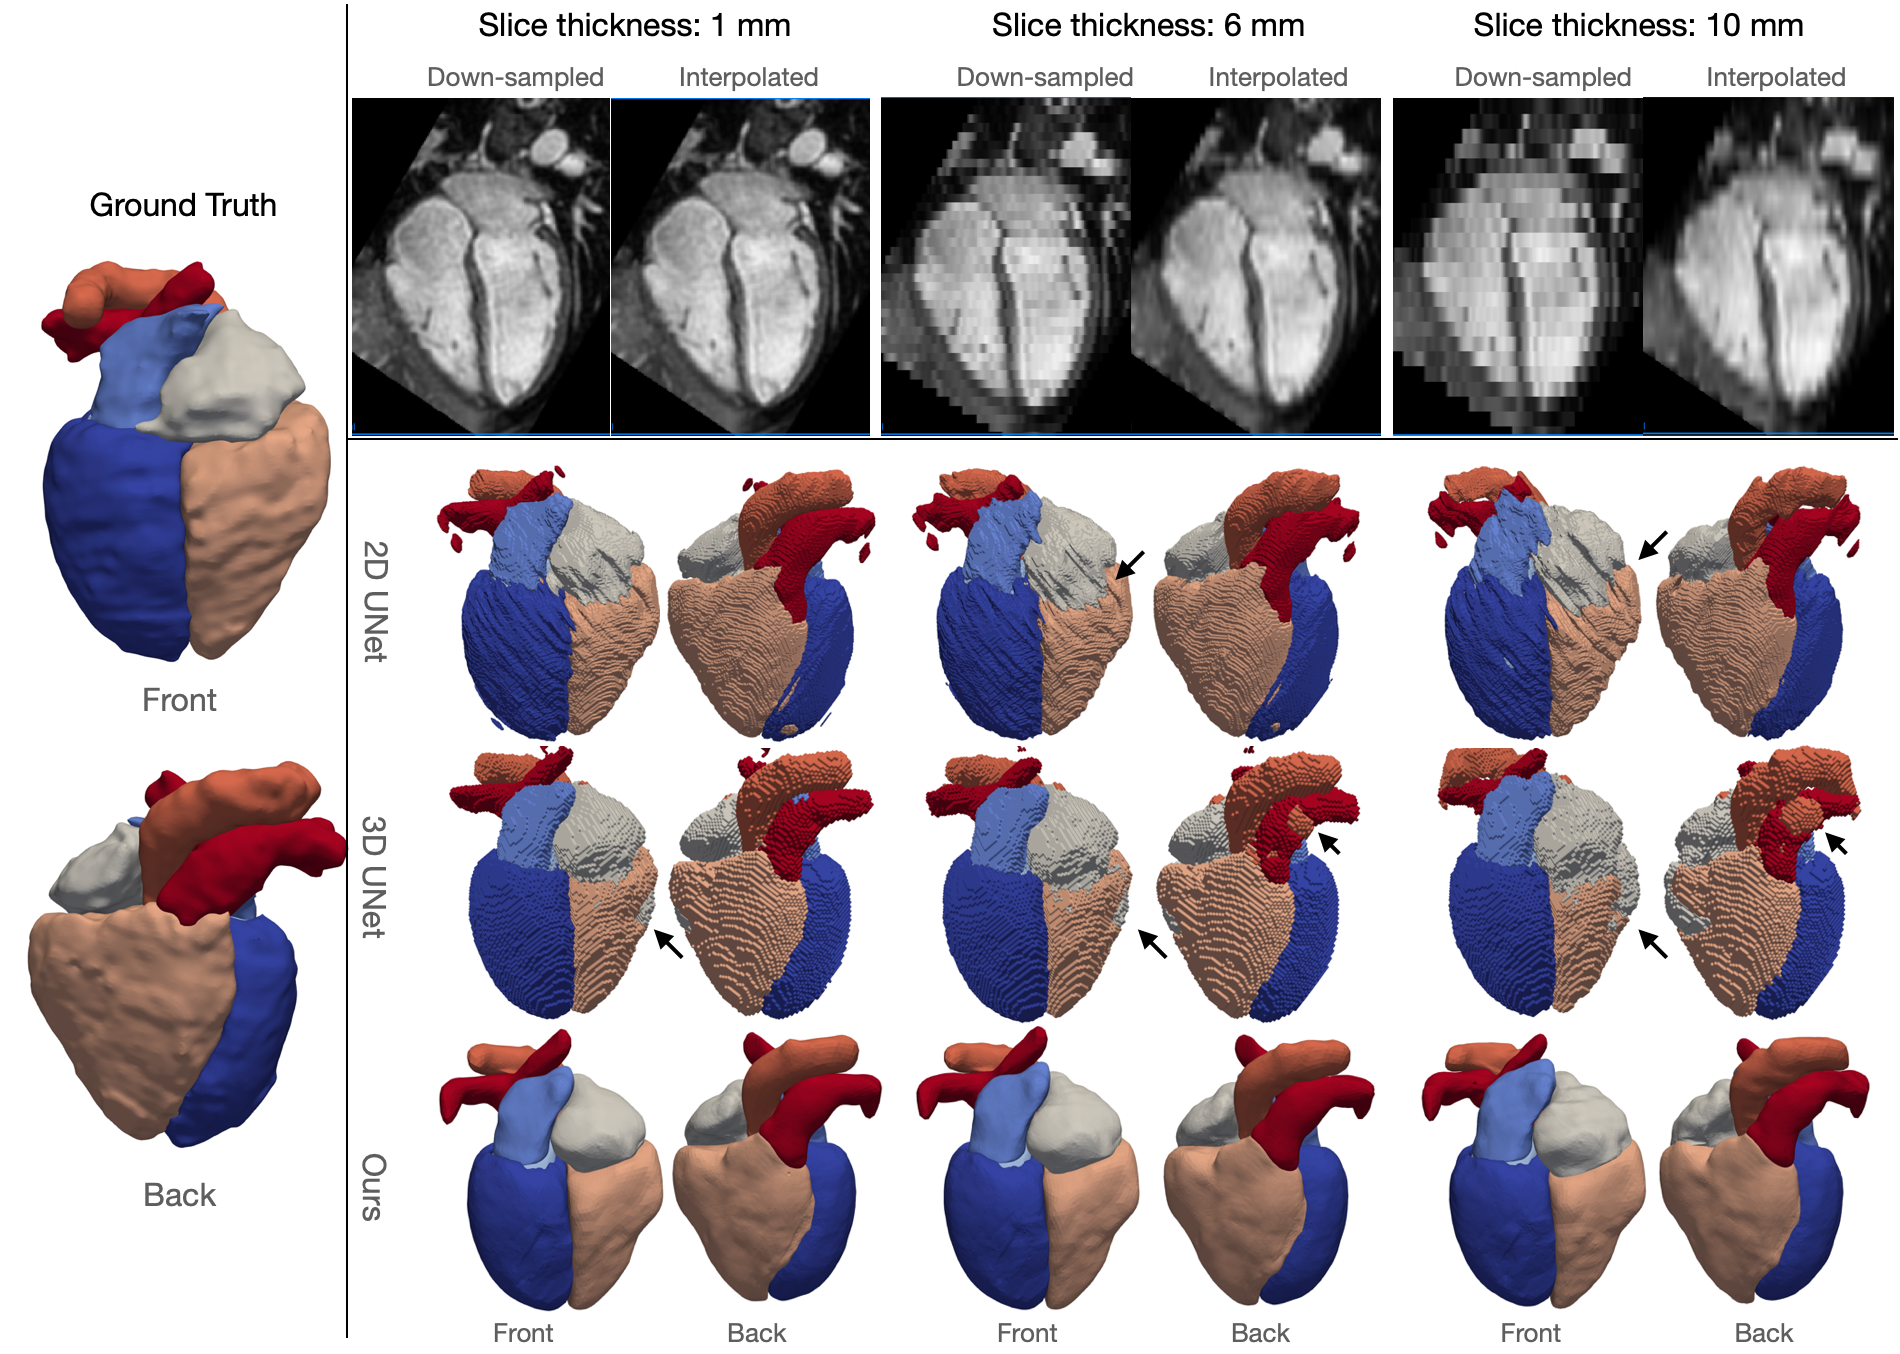 Slice thickness: 1 mm
Slice thickness: 6 mm
Slice thickness: 10 mm
Down-sampled
Interpolated
Down-sampled
Interpolated
Down-sampled
Interpolated
Ground Truth
Front
Back
2D UNet
3D UNet
Ours
Front
Back
Front
Back
Front
Back